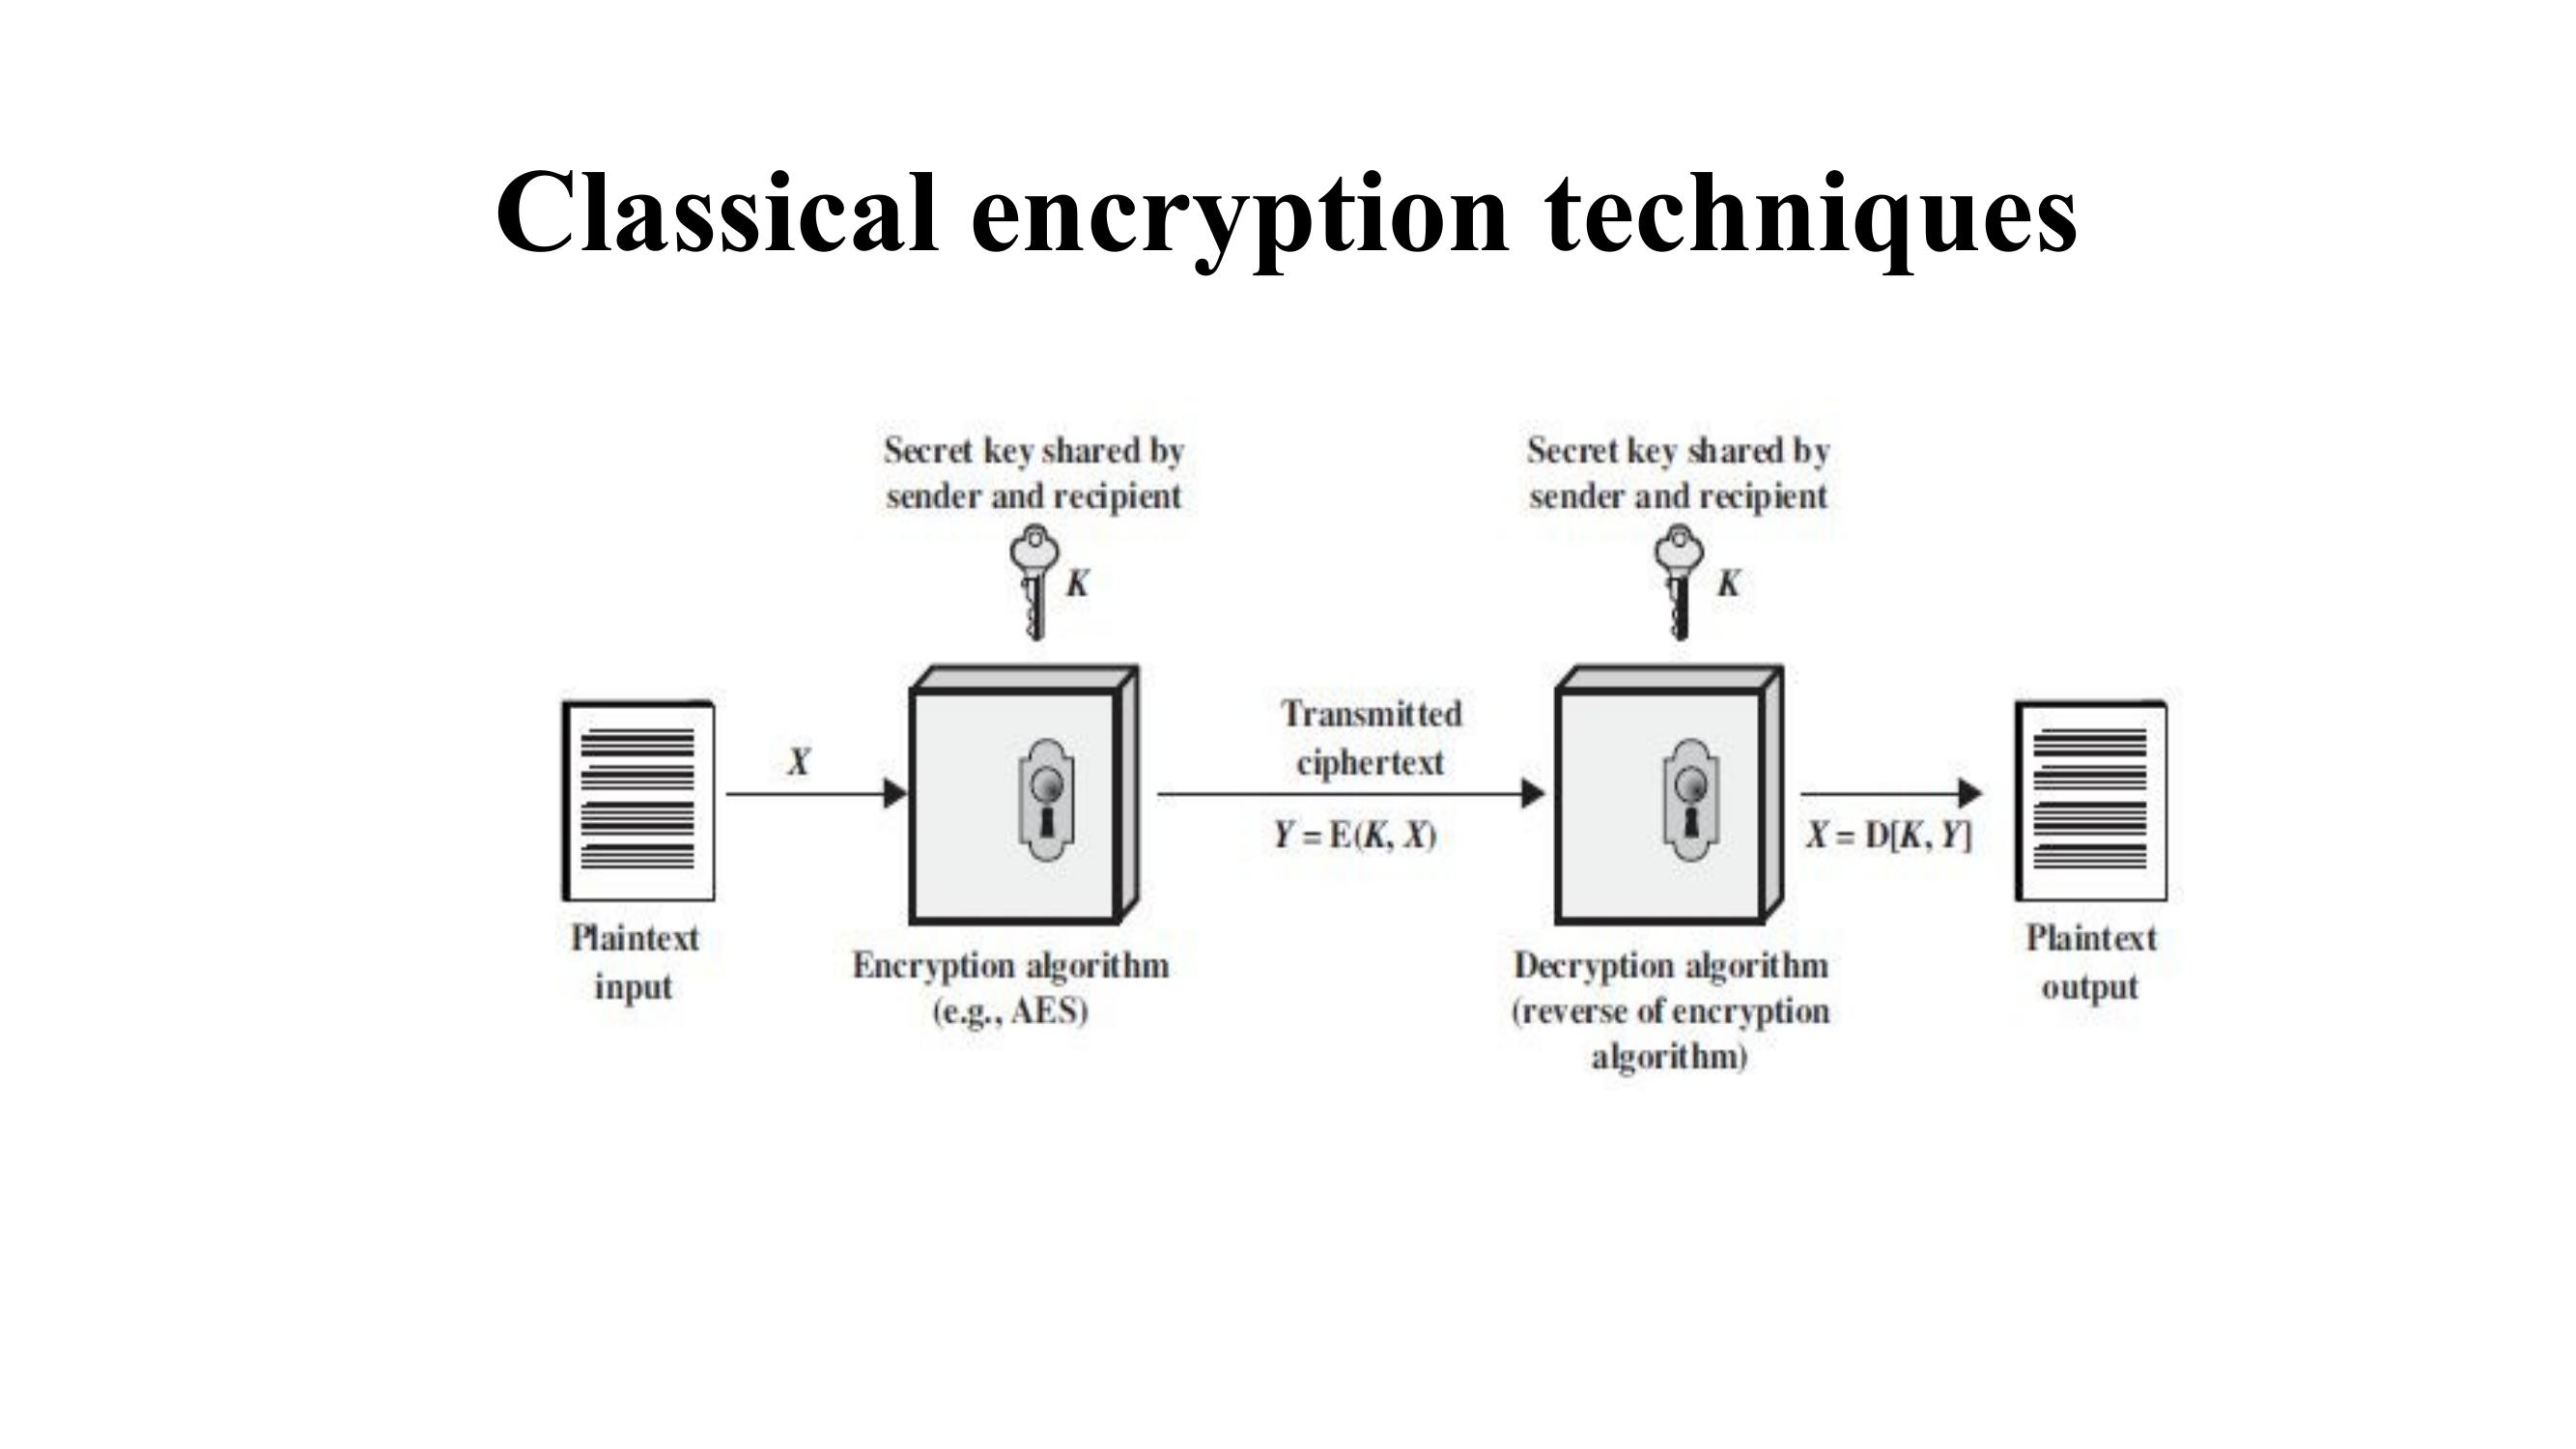 Classical encryption techniques
Secret key shared by
sender and recipient
K
Secret key shared by
sender and recipient
K
X
Transmitted
ciphertext
Y = E(K, X)
X = D[K, Y]
Plaintext
input
Encryption algorithm
(e.g., AES)
Decryption algorithm
(reverse of encryption
algorithm)
Plaintext
output